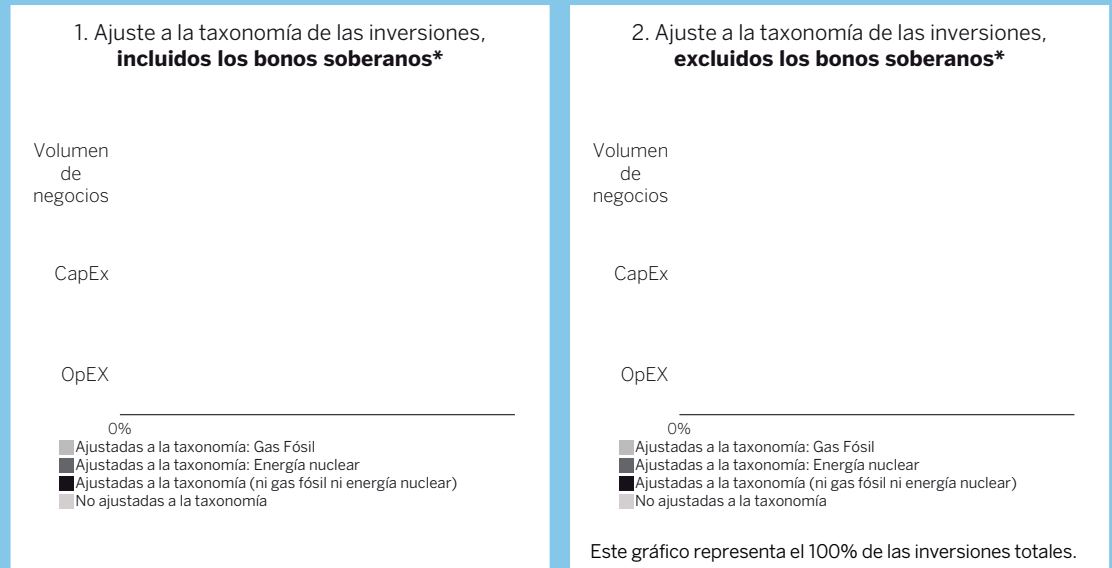 1. Ajuste a la taxonomía de las inversiones,
incluidos los bonos soberanos*
Volumen
de
negocios
CapEx
OpEX
0%
Ajustadas a la taxonomía: Gas Fósil
Ajustadas a la taxonomía: Energía nuclear
Ajustadas a la taxonomía (ni gas fósil ni energía nuclear)
No ajustadas a la taxonomía
2. Ajuste a la taxonomía de las inversiones,
excluidos los bonos soberanos*
Volumen
de
negocios
CapEx
OpEX
0%
Ajustadas a la taxonomía: Gas Fósil
Ajustadas a la taxonomía: Energía nuclear
Ajustadas a la taxonomía (ni gas fósil ni energía nuclear)
No ajustadas a la taxonomía
Este gráfico representa el 100% de las inversiones totales.